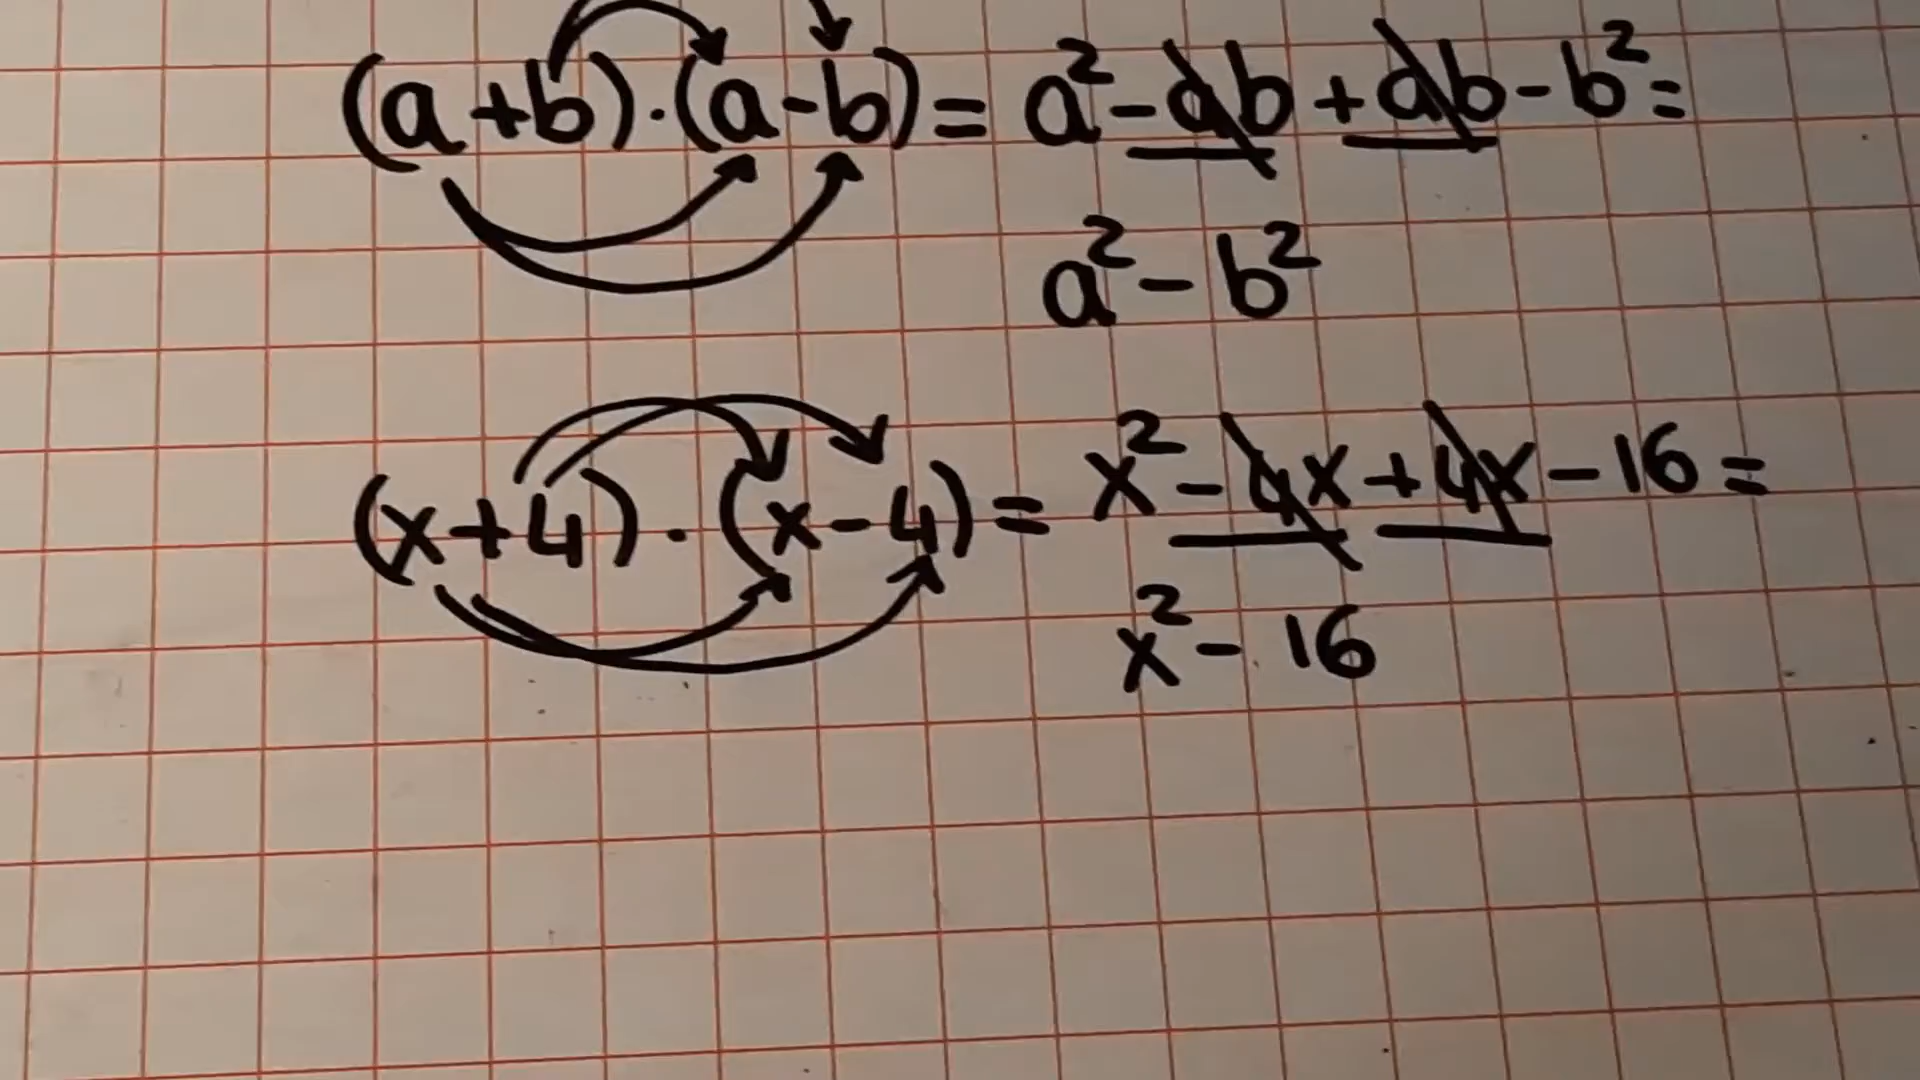 (a+b)·(a-b)= a²-ab+ab-b²=
a²-b²
(x+4)·(x-4)= x²-4x+4x-16=
x²-16